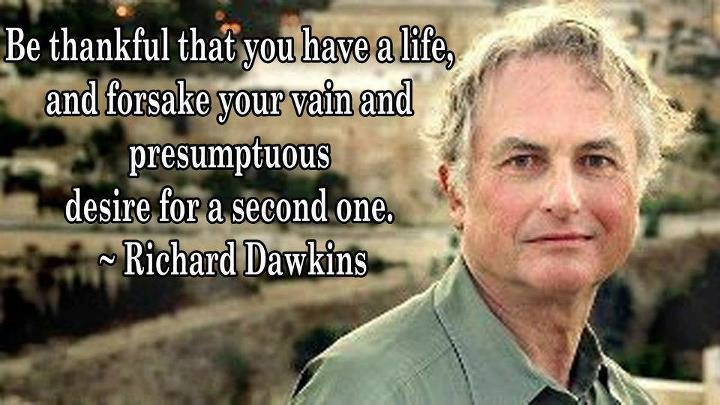 Be thankful that you have a life,
and forsake your vain and
presumptuous
desire for a second one.
~ Richard Dawkins